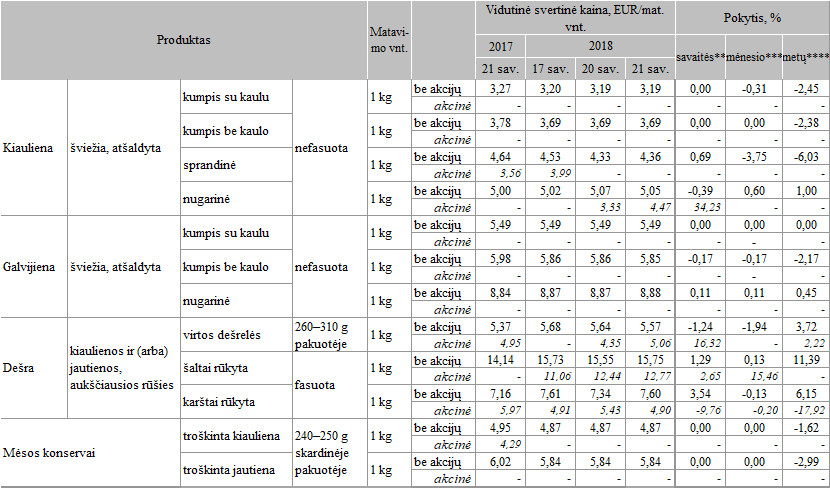 Produktas Matavi-mo vnt. Vidutinė svertinė kaina, EUR/mat. vnt. Pokytis, %
2017 2018 savaitės** mėnesio*** metų****
21 sav. 17 sav. 20 sav. 21 sav.
Kiauliena šviežia, atšaldyta kumpis su kaulu nefasuota 1 kg be akcijų 3,27 3,20 3,19 3,19 0,00 -0,31 -2,45
akcinė - - - - - - -
kumpis be kaulo 1 kg be akcijų 3,78 3,69 3,69 3,69 0,00 0,00 -2,38
akcinė - - - - - - -
sprandinė 1 kg be akcijų 4,64 4,53 4,33 4,36 0,69 -3,75 -6,03
akcinė 3,56 3,99 - - - - -
nugarinė 1 kg be akcijų 5,00 5,02 5,07 5,05 -0,39 0,60 1,00
akcinė - - 3,33 4,47 34,23 - -
Galvijiena šviežia, atšaldyta kumpis su kaulu nefasuota 1 kg be akcijų 5,49 5,49 5,49 5,49 0,00 0,00 0,00
akcinė - - - - - - -
kumpis be kaulo 1 kg be akcijų 5,98 5,86 5,86 5,85 -0,17 -0,17 -2,17
akcinė - - - - - - -
nugarinė 1 kg be akcijų 8,84 8,87 8,87 8,88 0,11 0,11 0,45
akcinė - - - - - - -
Dešra kiaulienos ir (arba) jautienos, aukščiausios rūšies virtos dešrelės 260–310 g pakuotėje 1 kg be akcijų 5,37 5,68 5,64 5,57 -1,24 -1,94 3,72
akcinė 4,95 - 4,35 5,06 16,32 - 2,22
šaltai rūkyta fasuota 1 kg be akcijų 14,14 15,73 15,55 15,75 1,29 0,13 11,39
akcinė - 11,06 12,44 12,77 2,65 15,46 -
karštai rūkyta 1 kg be akcijų 7,16 7,61 7,34 7,60 3,54 -0,13 6,15
akcinė 5,97 4,91 5,43 4,90 -9,76 -0,20 -17,92
Mėsos konservai troškinta kiauliena 240–250 g skardinėje pakuotėje 1 kg be akcijų 4,95 4,87 4,87 4,87 0,00 0,00 -1,62
akcinė 4,29 - - - - - -
troškinta jautiena 1 kg be akcijų 6,02 5,84 5,84 5,84 0,00 0,00 -2,99
akcinė - - - - - - -